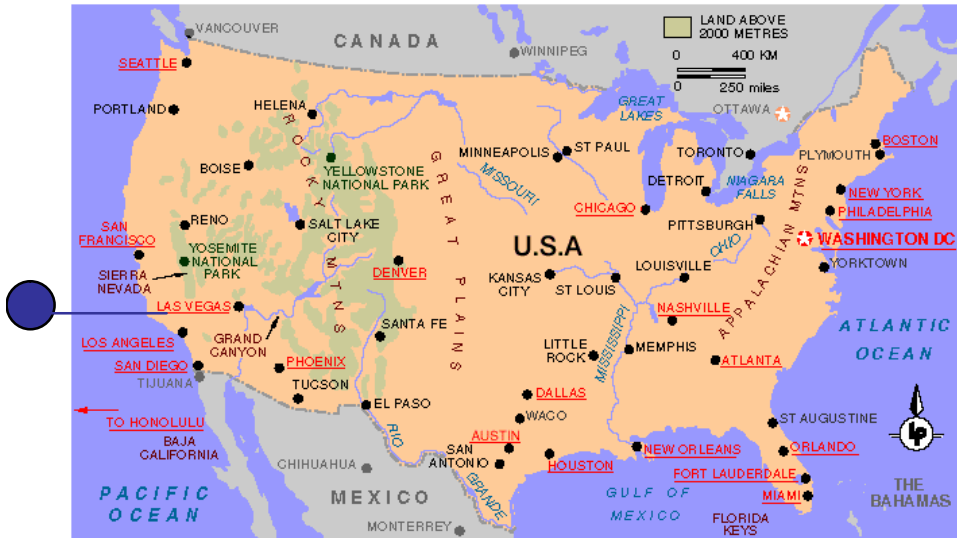 VANCOUVER
CANADA
WINNIPEG
LAND ABOVE
2000 METRES
0 400 KM
0 250 miles
SEATTLE
PORTLAND
HELENA
GREAT
LAKES
OTTAWA
BOSTON
PLYMOUTH
TORONTO
MINNEAPOLIS
ST PAUL
BOISE
ROCKY MTNS
YELLOWSTONE
NATIONAL PARK
GREAT PLAINS
MISSOURI
DETROIT
NIAGARA
FALLS
NEW YORK
PHILADELPHIA
CHICAGO
PITTSBURGH
RENO
SALT LAKE
CITY
SAN
FRANCISCO
YOSEMITE
NATIONAL
PARK
SIERRA
NEVADA
U.S.A
OHIO
APPALACHIAN MTNS
WASHINGTON DC
YORKTOWN
DENVER
KANSAS
CITY
ST LOUIS
LOUISVILLE
LAS VEGAS
GRAND
CANYON
SANTA FE
NASHVILLE
MISSISSIPPI
LOS ANGELES
SAN DIEGO
TIJUANA
PHOENIX
TUCSON
LITTLE
ROCK
MEMPHIS
ATLANTA
ATLANTIC
OCEAN
DALLAS
WACO
EL PASO
TO HONOLULU
BAJA
CALIFORNIA
RIO GRANDE
AUSTIN
SAN
ANTONIO
HOUSTON
NEW ORLEANS
ST AUGUSTINE
ORLANDO
LP
FORT LAUDERDALE
MIAMI
CHIHUAHUA
MEXICO
MONTERREY
PACIFIC
OCEAN
GULF OF
MEXICO
FLORIDA
KEYS
THE
BAHAMAS